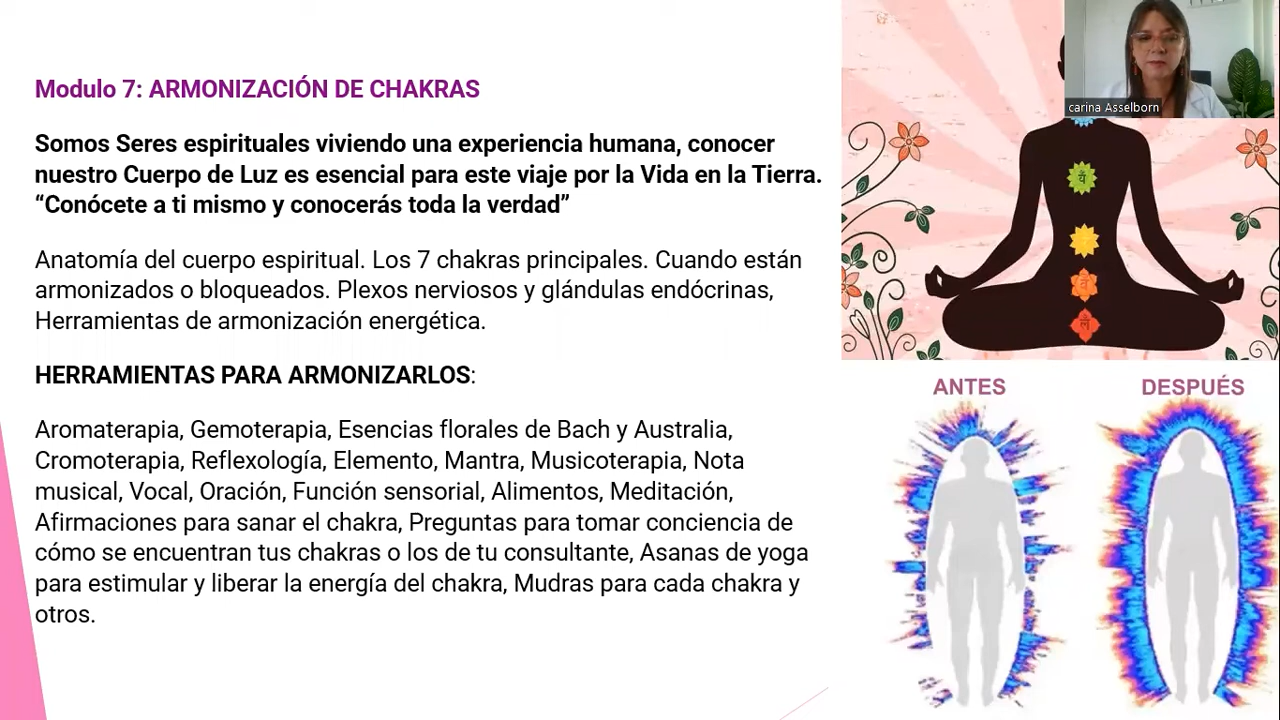 Modulo 7: ARMONIZACIÓN DE CHAKRAS
Somos Seres espirituales viviendo una experiencia humana, conocer
nuestro Cuerpo de Luz es esencial para este viaje por la Vida en la Tierra.
“Conócete a ti mismo y conocerás toda la verdad”
Anatomía del cuerpo espiritual. Los 7 chakras principales. Cuando están
armonizados o bloqueados. Plexos nerviosos y glándulas endócrinas,
Herramientas de armonización energética.
HERRAMIENTAS PARA ARMONIZARLOS:
Aromaterapia, Gemoterapia, Esencias florales de Bach y Australia,
Cromoterapia, Reflexología, Elemento, Mantra, Musicoterapia, Nota
musical, Vocal, Oración, Función sensorial, Alimentos, Meditación,
Afirmaciones para sanar el chakra, Preguntas para tomar conciencia de
cómo se encuentran tus chakras o los de tu consultante, Asanas de yoga
para estimular y liberar la energía del chakra, Mudras para cada chakra y
otros.
carina Asselborn
यँ
वँ
लँ
ANTES
DESPUÉS